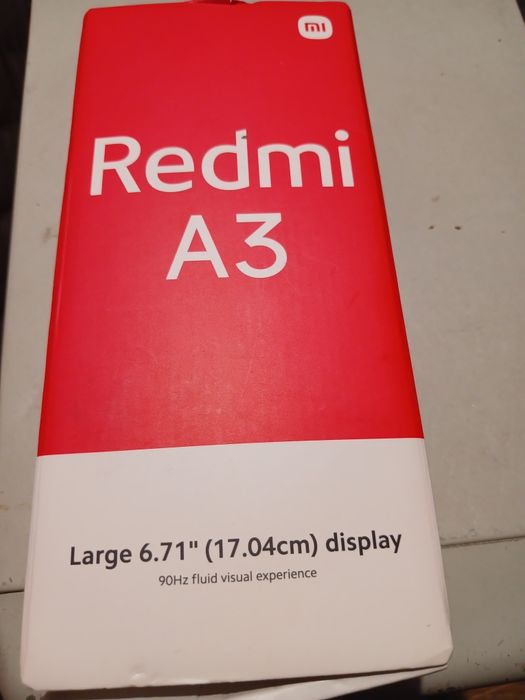 mi
Redmi
A3
Large 6.71" (17.04cm) display
90Hz fluid visual experience